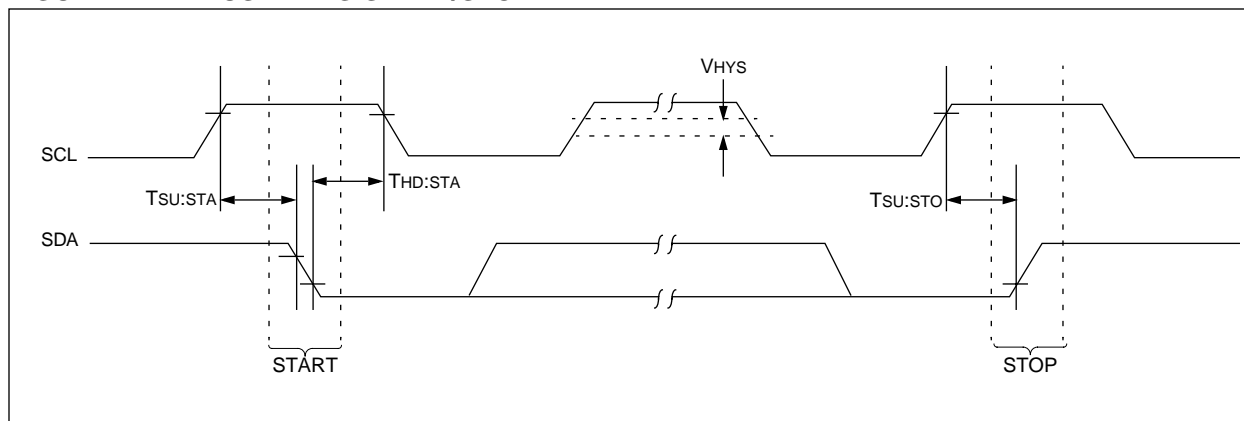 VHYS
SCL
THD:STA
TSU:STA
TSU:STO
SDA
START
STOP